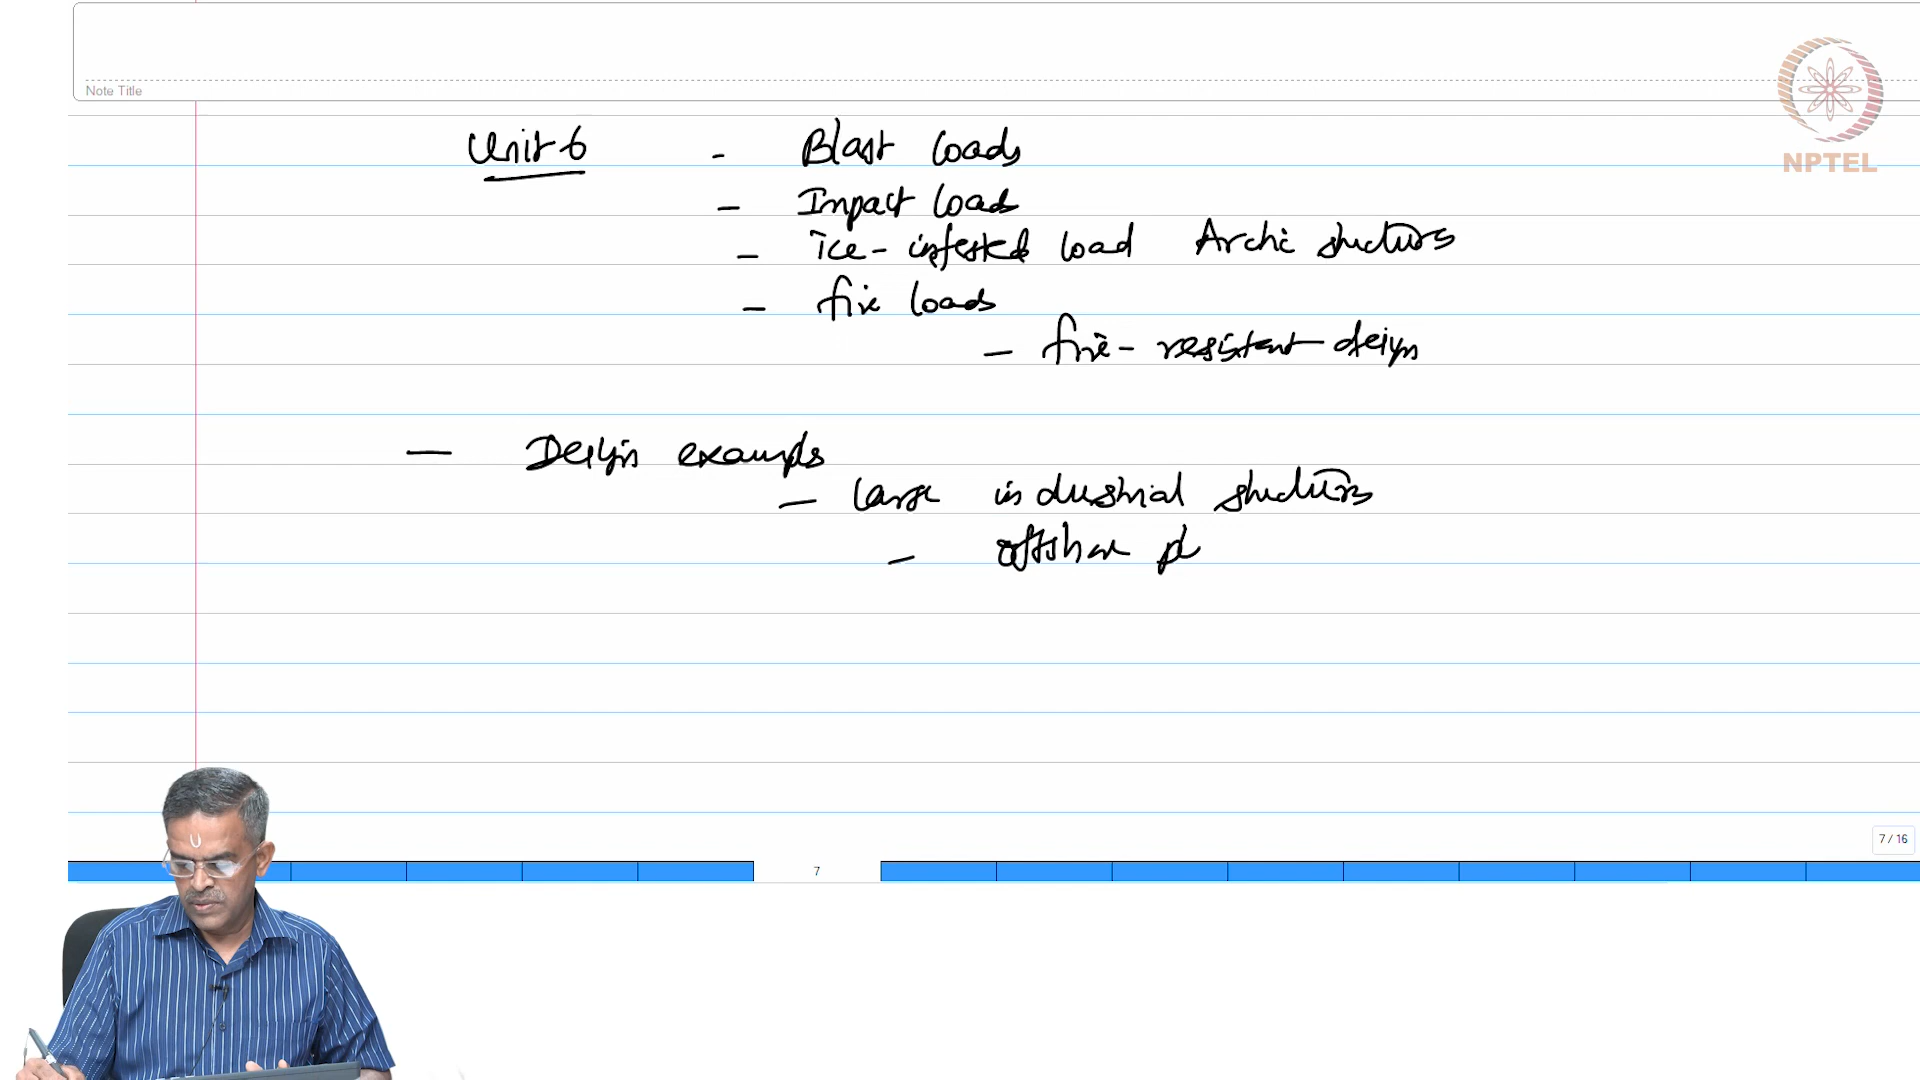 Note Title
NPTEL
Unit-6 - Blast loads
- Impact loads
- ice-infested load Arctic structures
- fire loads
- fire-resistant design
- Design examples
- large industrial structures
- offshore pl
7/16
7